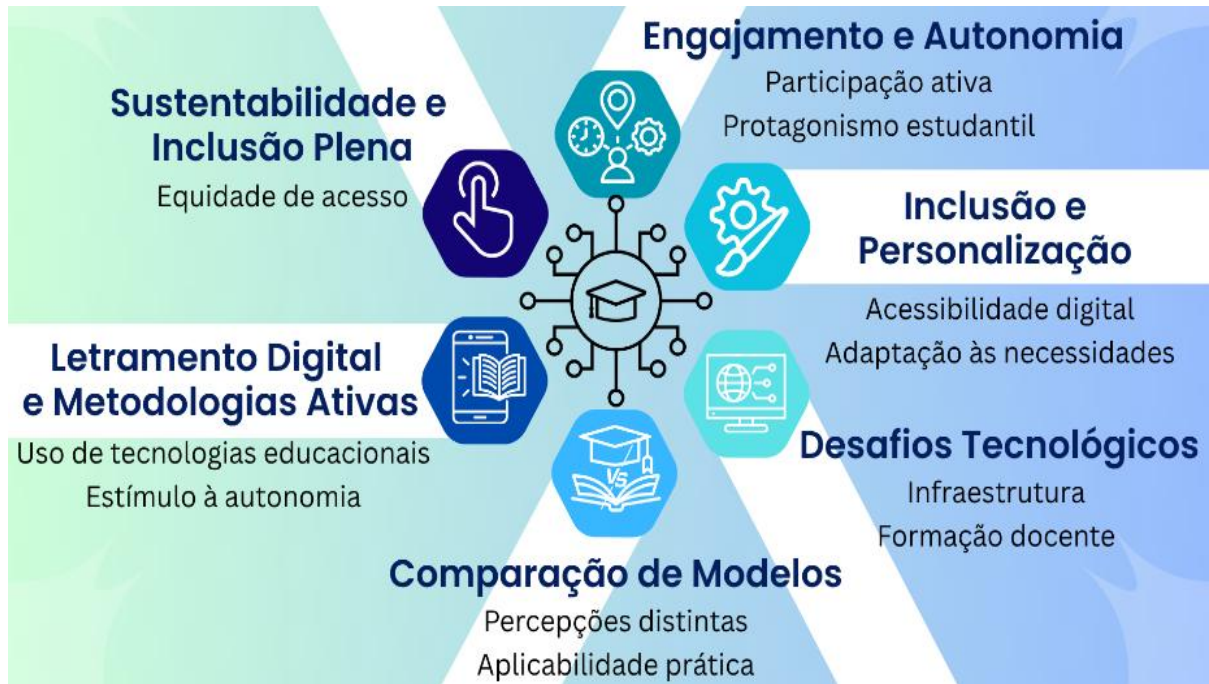 Engajamento e Autonomia
Participação ativa
Protagonismo estudantil
Sustentabilidade e
Inclusão Plena
Equidade de acesso
Inclusão e
Personalização
Acessibilidade digital
Adaptação às necessidades
Letramento Digital
e Metodologias Ativas
Uso de tecnologias educacionais
Estímulo à autonomia
Desafios Tecnológicos
Infraestrutura
Formação docente
VS
Comparação de Modelos
Percepções distintas
Aplicabilidade prática